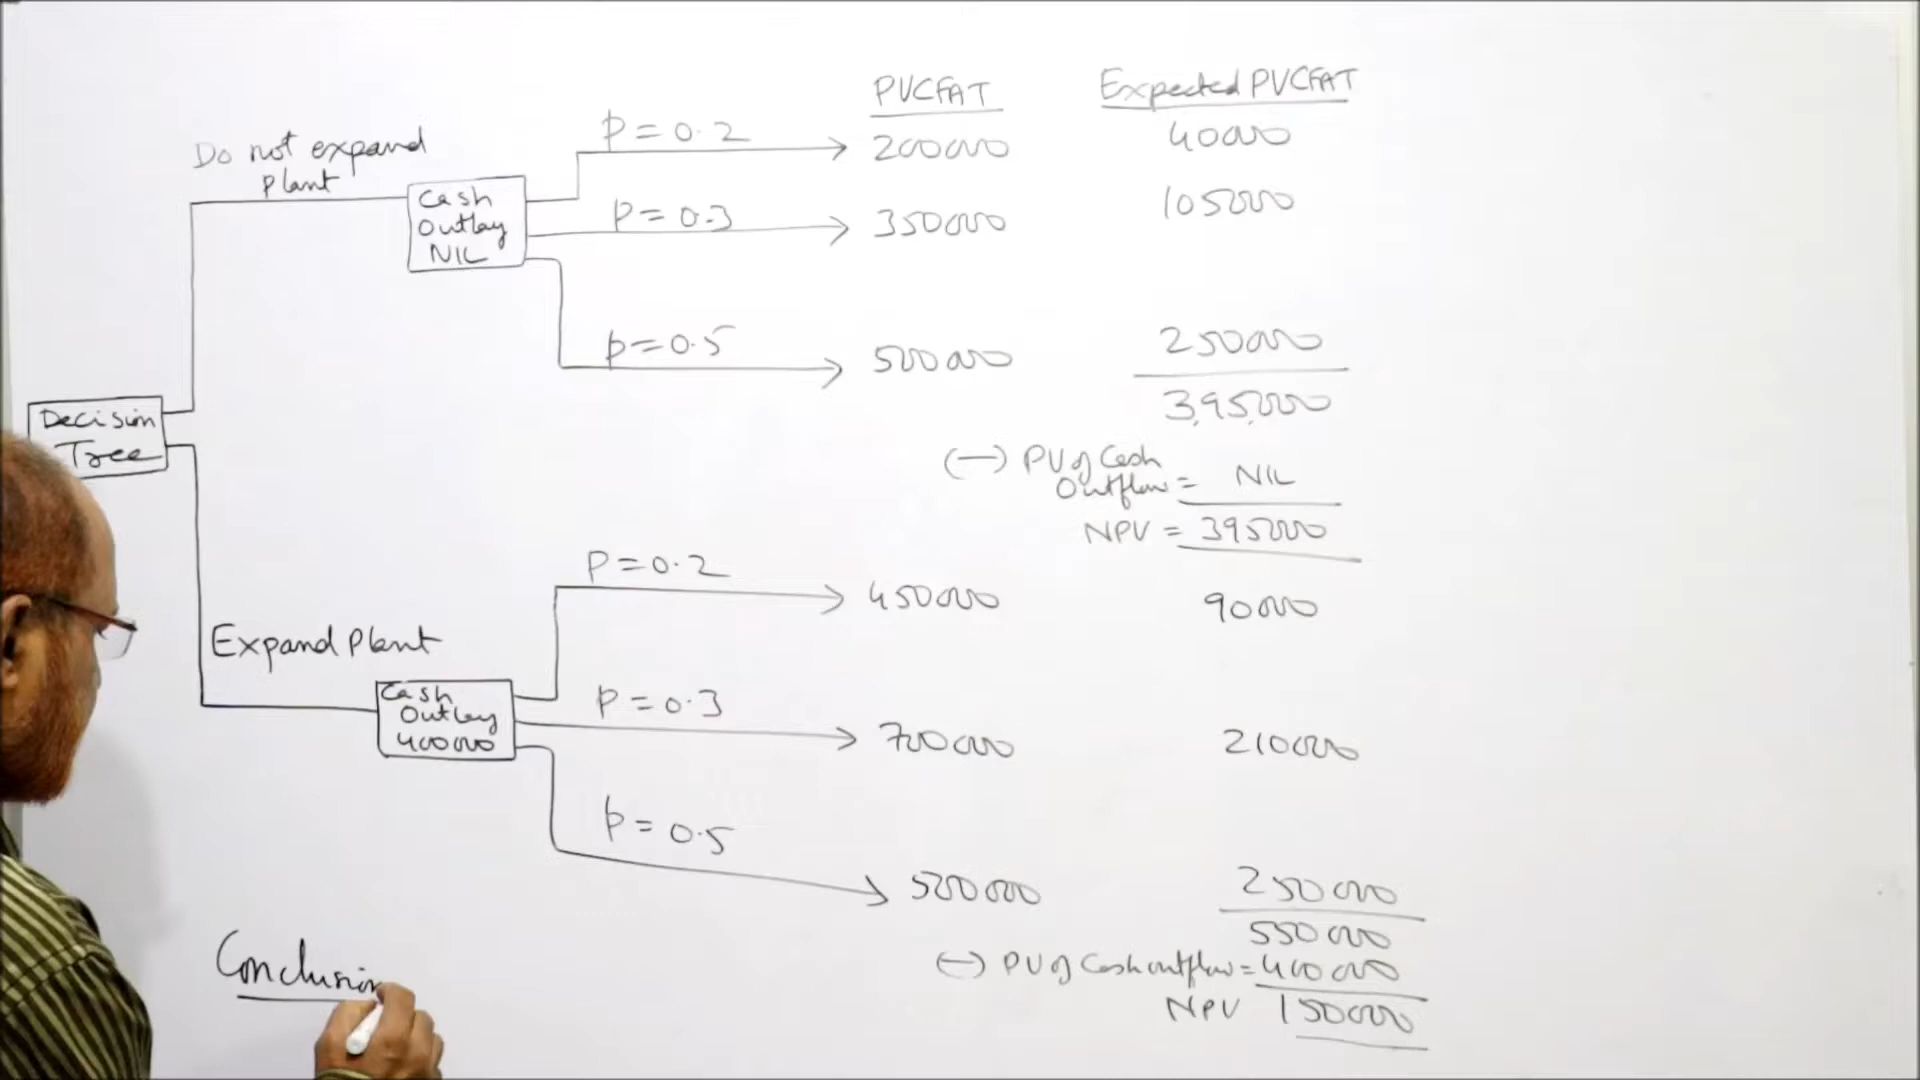 PVCFAT Expected PVCFAT
Do not expand
Plant
P = 0.2 200000 40000
Cash
Outlay
NIL
P = 0.3 350000 105000
p = 0.5 500000 250000
3,95,000
Decision
Tree
(-) PV of Cash
Outflow = NIL
NPV = 395000
P = 0.2 450000 90000
Expand Plant
Cash
Outlay
400000
P = 0.3 700000 210000
p = 0.5 500000 250000
550000
(-) PV of Cash outflow = 400000
NPV 150000
Conclusion